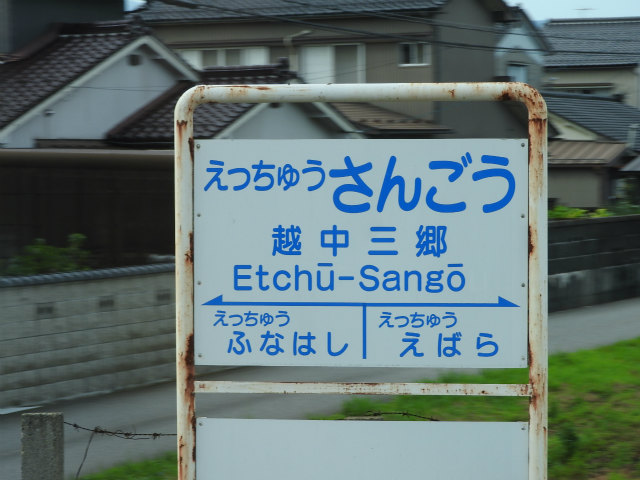 えっちゅうさんごう
越中三郷
Etchū-Sangō
えっちゅう えっちゅう
ふなはし えばら